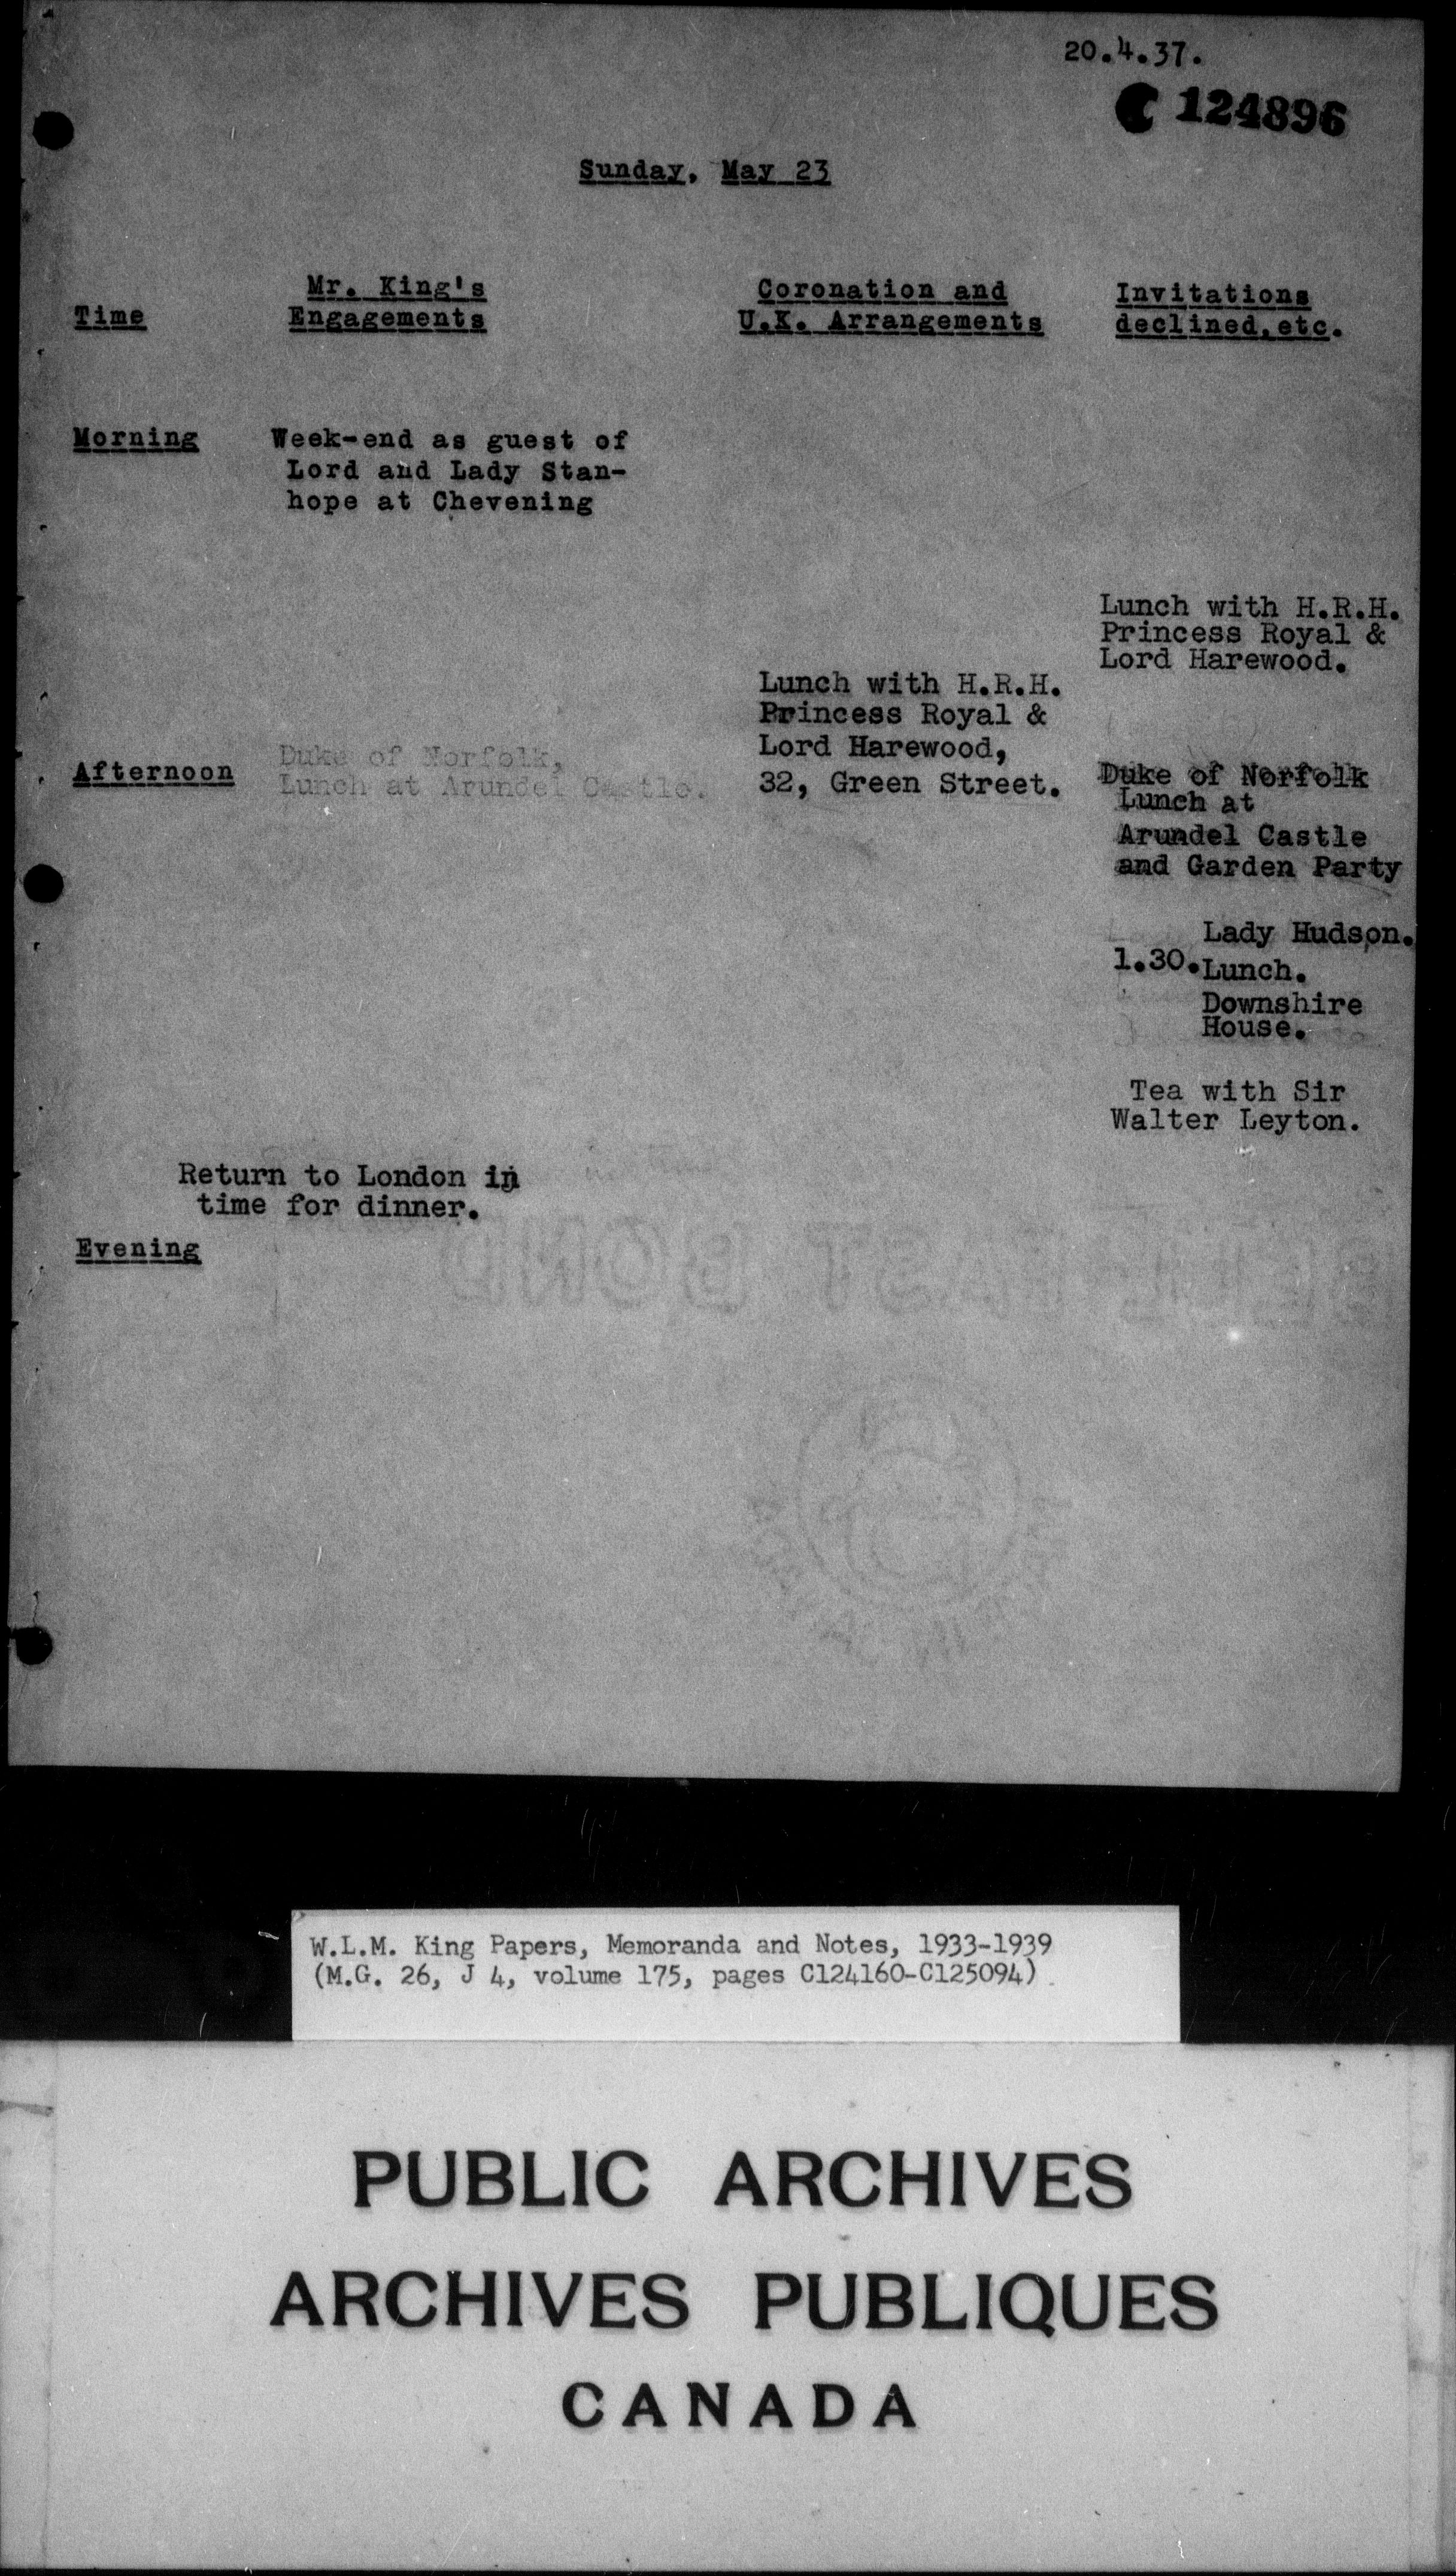 20.4.37.
C 124896
Sunday, May 23
Time
Mr. King's
Engagements
Coronation and
U.K. Arrangements
Invitations
declined, etc.
Morning
Week-end as guest of
Lord and Lady Stan-
hope at Chevening
Lunch with H.R.H.
Princess Royal &
Lord Harewood.
Lunch with H.R.H.
Princess Royal &
Lord Harewood,
32, Green Street.
Afternoon
Duke of Norfolk,
Lunch at Arundel Castle.
Duke of Norfolk
Lunch at
Arundel Castle
and Garden Party
Lady Hudson.
1.30. Lunch.
Downshire
House.
Tea with Sir
Walter Leyton.
Return to London in
time for dinner.
Evening
W.L.M. King Papers, Memoranda and Notes, 1933-1939
(M.G. 26, J 4, volume 175, pages C124160-C125094)
PUBLIC ARCHIVES
ARCHIVES PUBLIQUES
CANADA